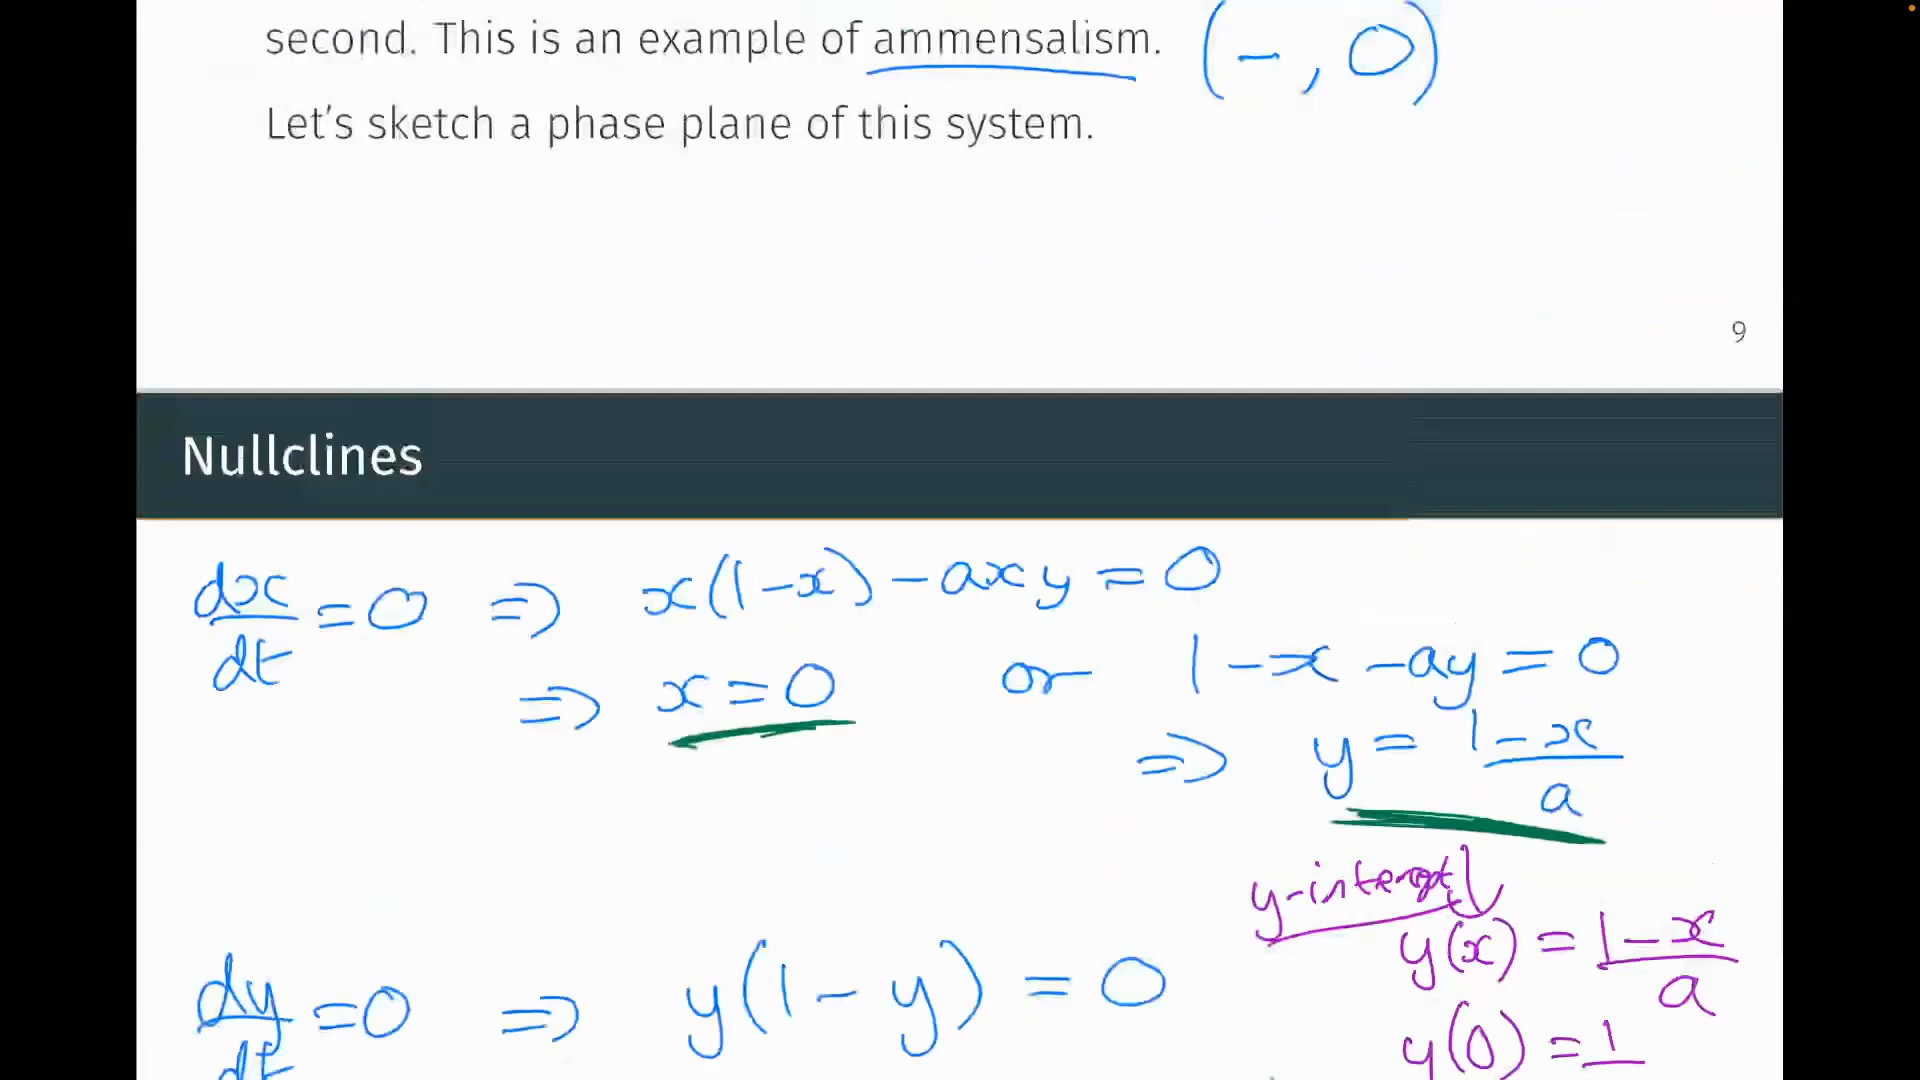 second. This is an example of ammensalism. (-, 0)
Let's sketch a phase plane of this system.
9
Nullclines
dx/dt = 0 ⇒ x(1-x) - axy = 0
⇒ x = 0 or 1 - x - ay = 0
⇒ y = 1-x/a
y-intercept
y(x) = 1-x/a
dy/dt = 0 ⇒ y(1-y) = 0
y(0) = 1